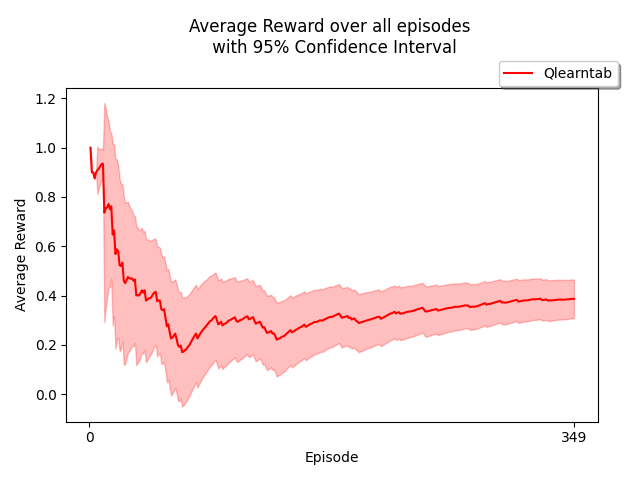 Average Reward over all episodes
with 95% Confidence Interval
Qlearntab
1.2
1.0
0.8
0.6
0.4
0.2
0.0
Average Reward
0
349
Episode